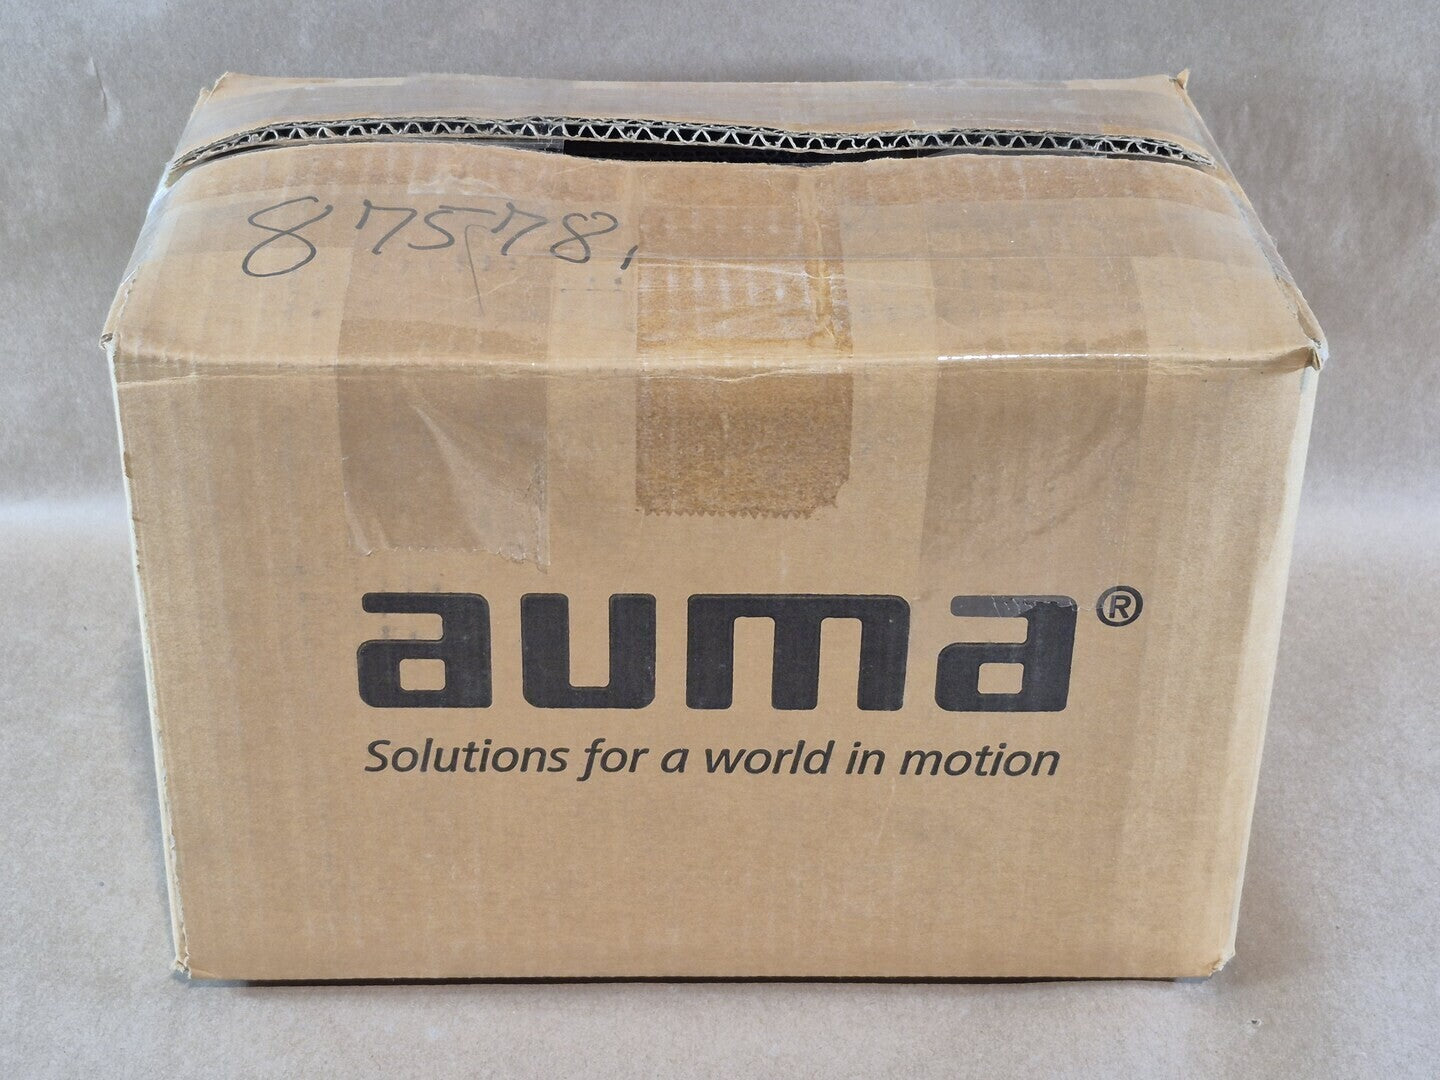 875781
auma®
Solutions for a world in motion